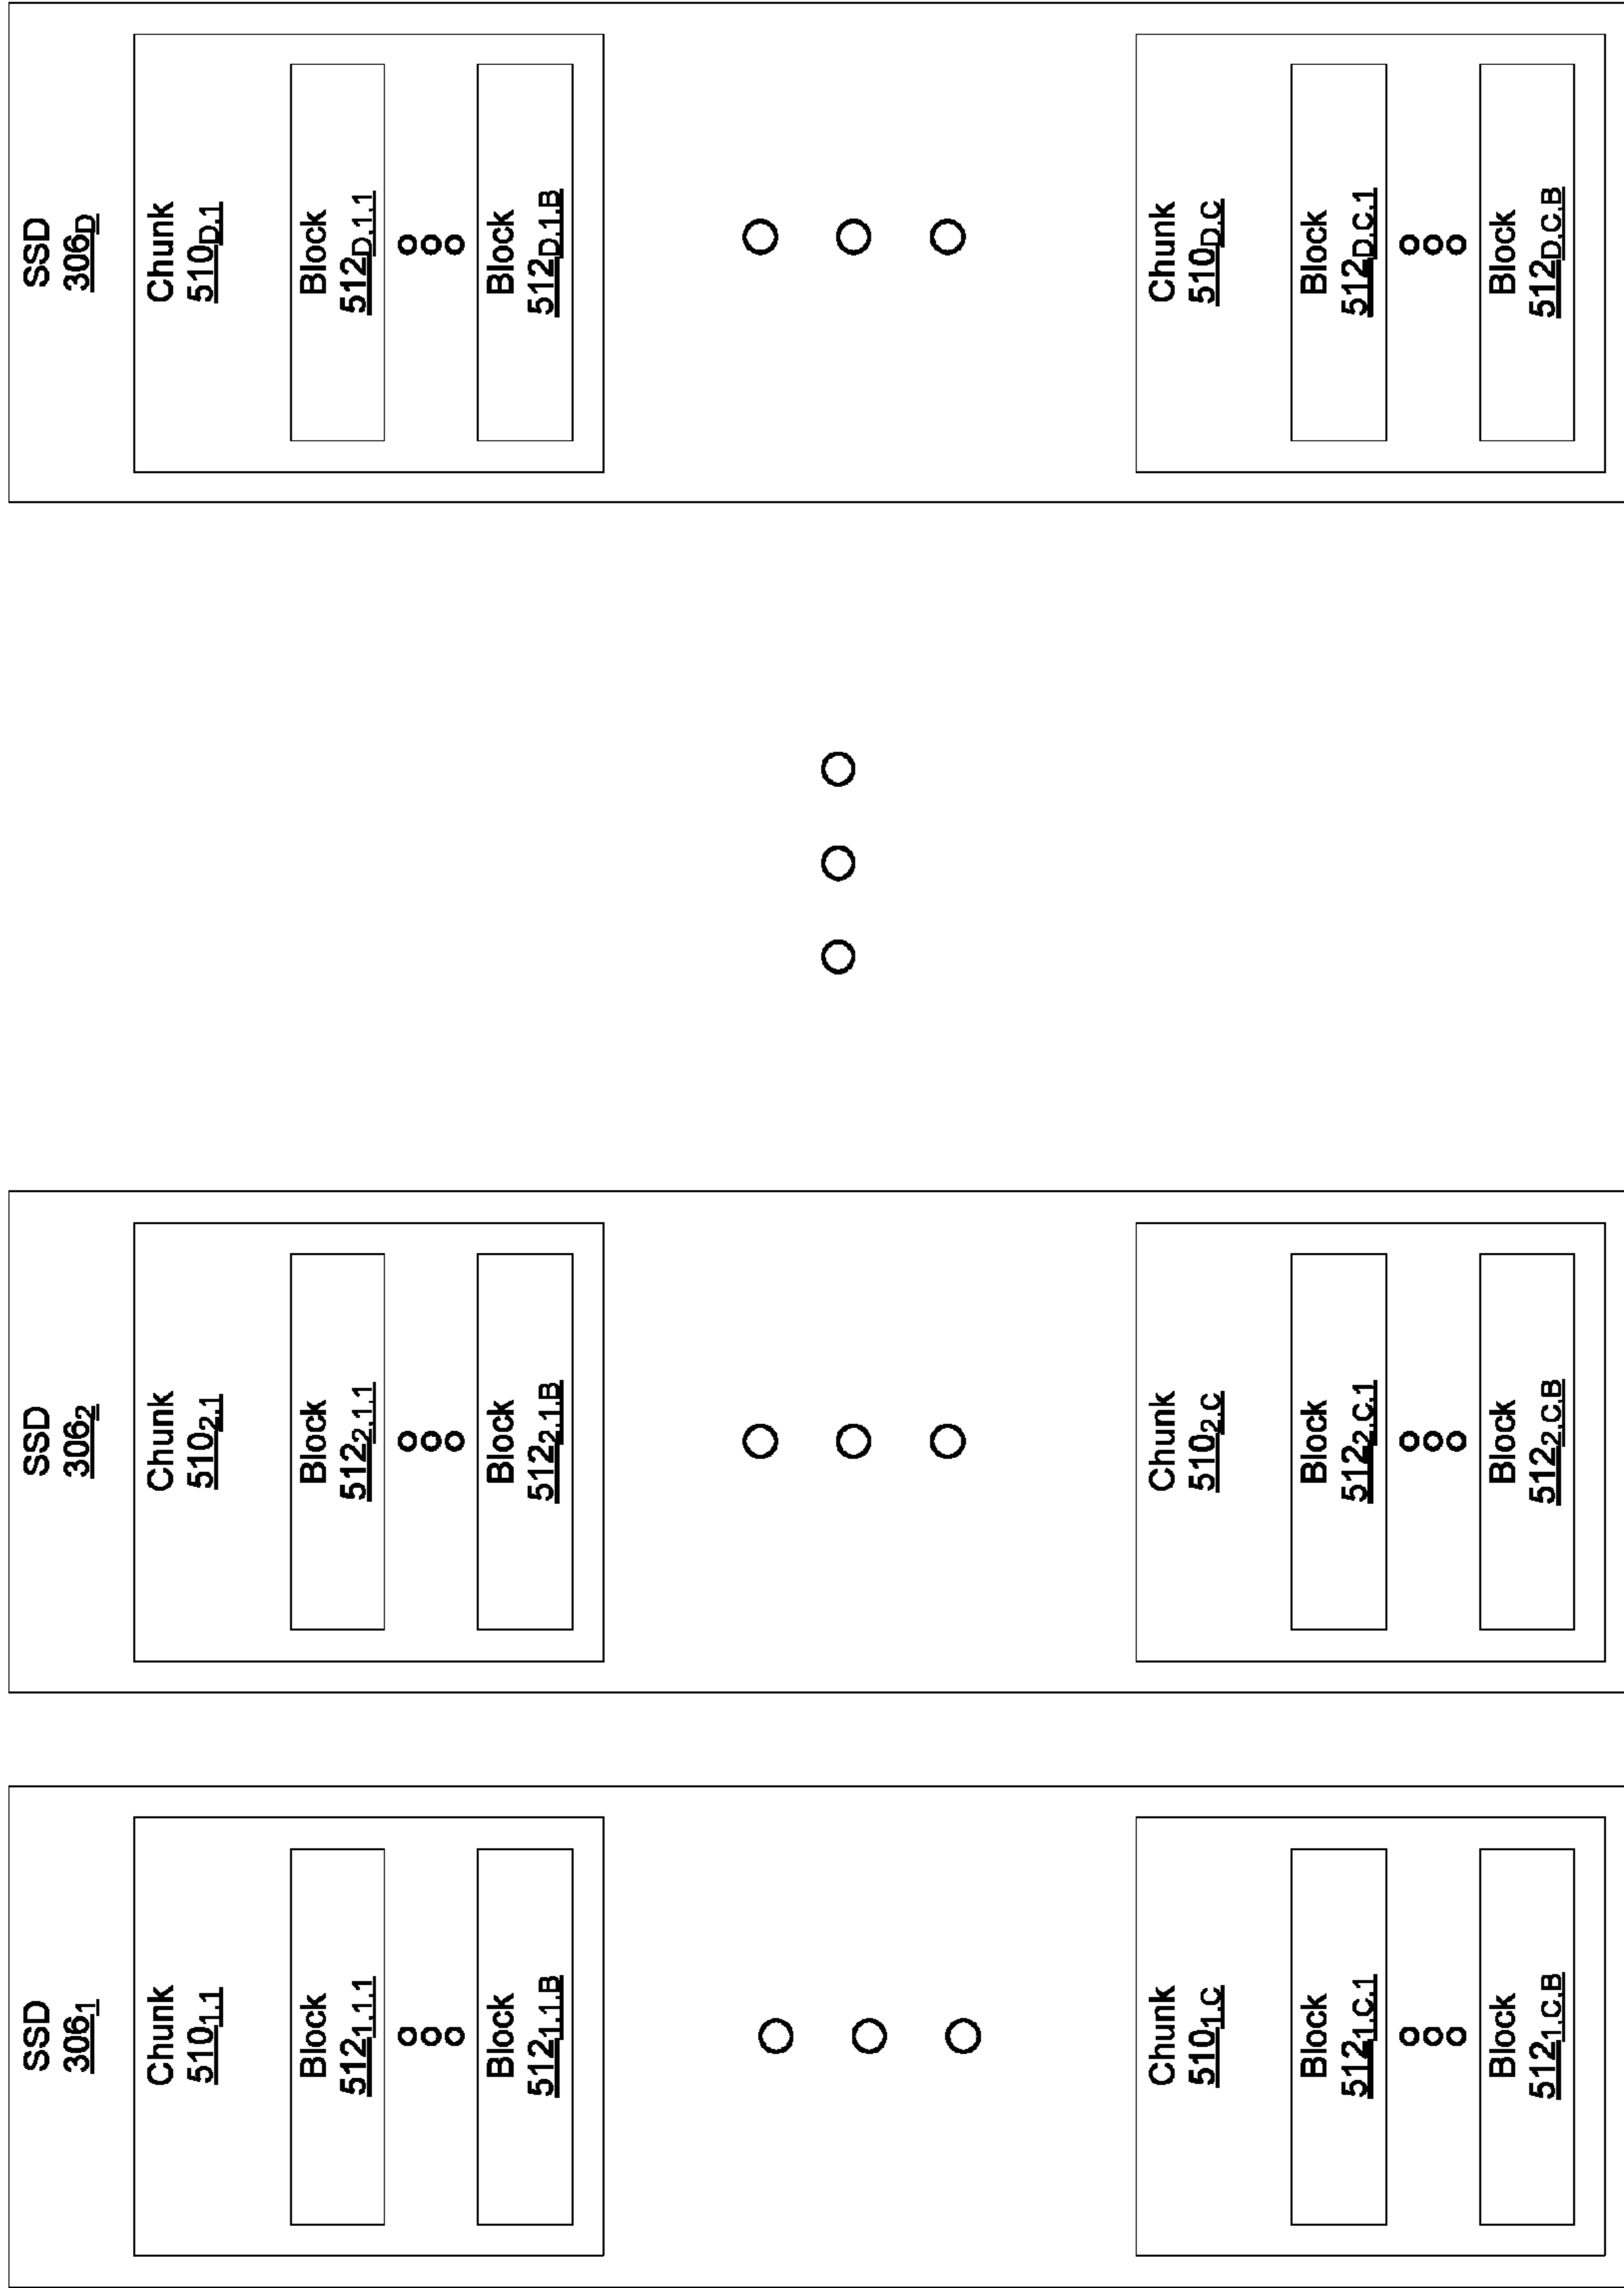 SSD
306₁
Chunk
510₁,₁
Block
512₁,₁,₁
Block
512₁,₁,B
Chunk
510₁,C
Block
512₁,C,₁
Block
512₁,C,B
SSD
306₂
Chunk
510₂,₁
Block
512₂,₁,₁
Block
512₂,₁,B
Chunk
510₂,C
Block
512₂,C,₁
Block
512₂,C,B
SSD
306D
Chunk
510D,₁
Block
512D,₁,₁
Block
512D,₁,B
Chunk
510D,C
Block
512D,C,₁
Block
512D,C,B